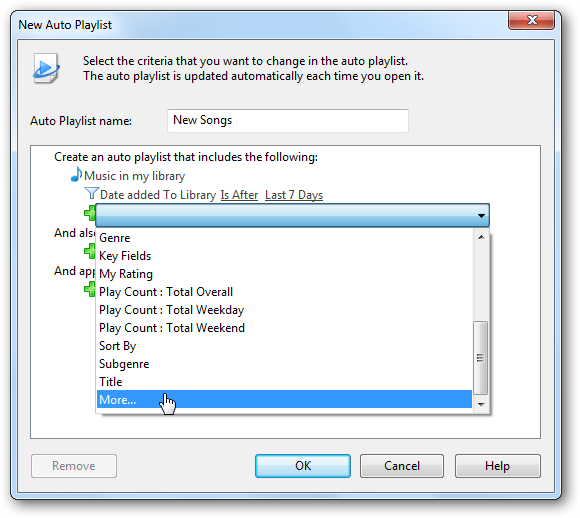 New Auto Playlist
Select the criteria that you want to change in the auto playlist.
The auto playlist is updated automatically each time you open it.
Auto Playlist name:
New Songs
Create an auto playlist that includes the following:
Music in my library
Date added To Library Is After Last 7 Days
And also
Genre
Key Fields
And app
My Rating
Play Count : Total Overall
Play Count : Total Weekday
Play Count : Total Weekend
Sort By
Subgenre
Title
More...
Remove
OK
Cancel
Help